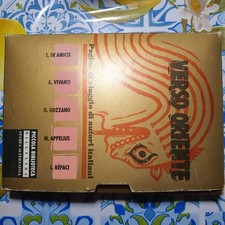 VERSO ORIENTE
Pagine di viaggio di autori italiani
E. DE AMICIS
A. VIVANTI
G. GOZZANO
M. APPELIUS
L. RÈPACI
PICCOLA BIBLIOTECA